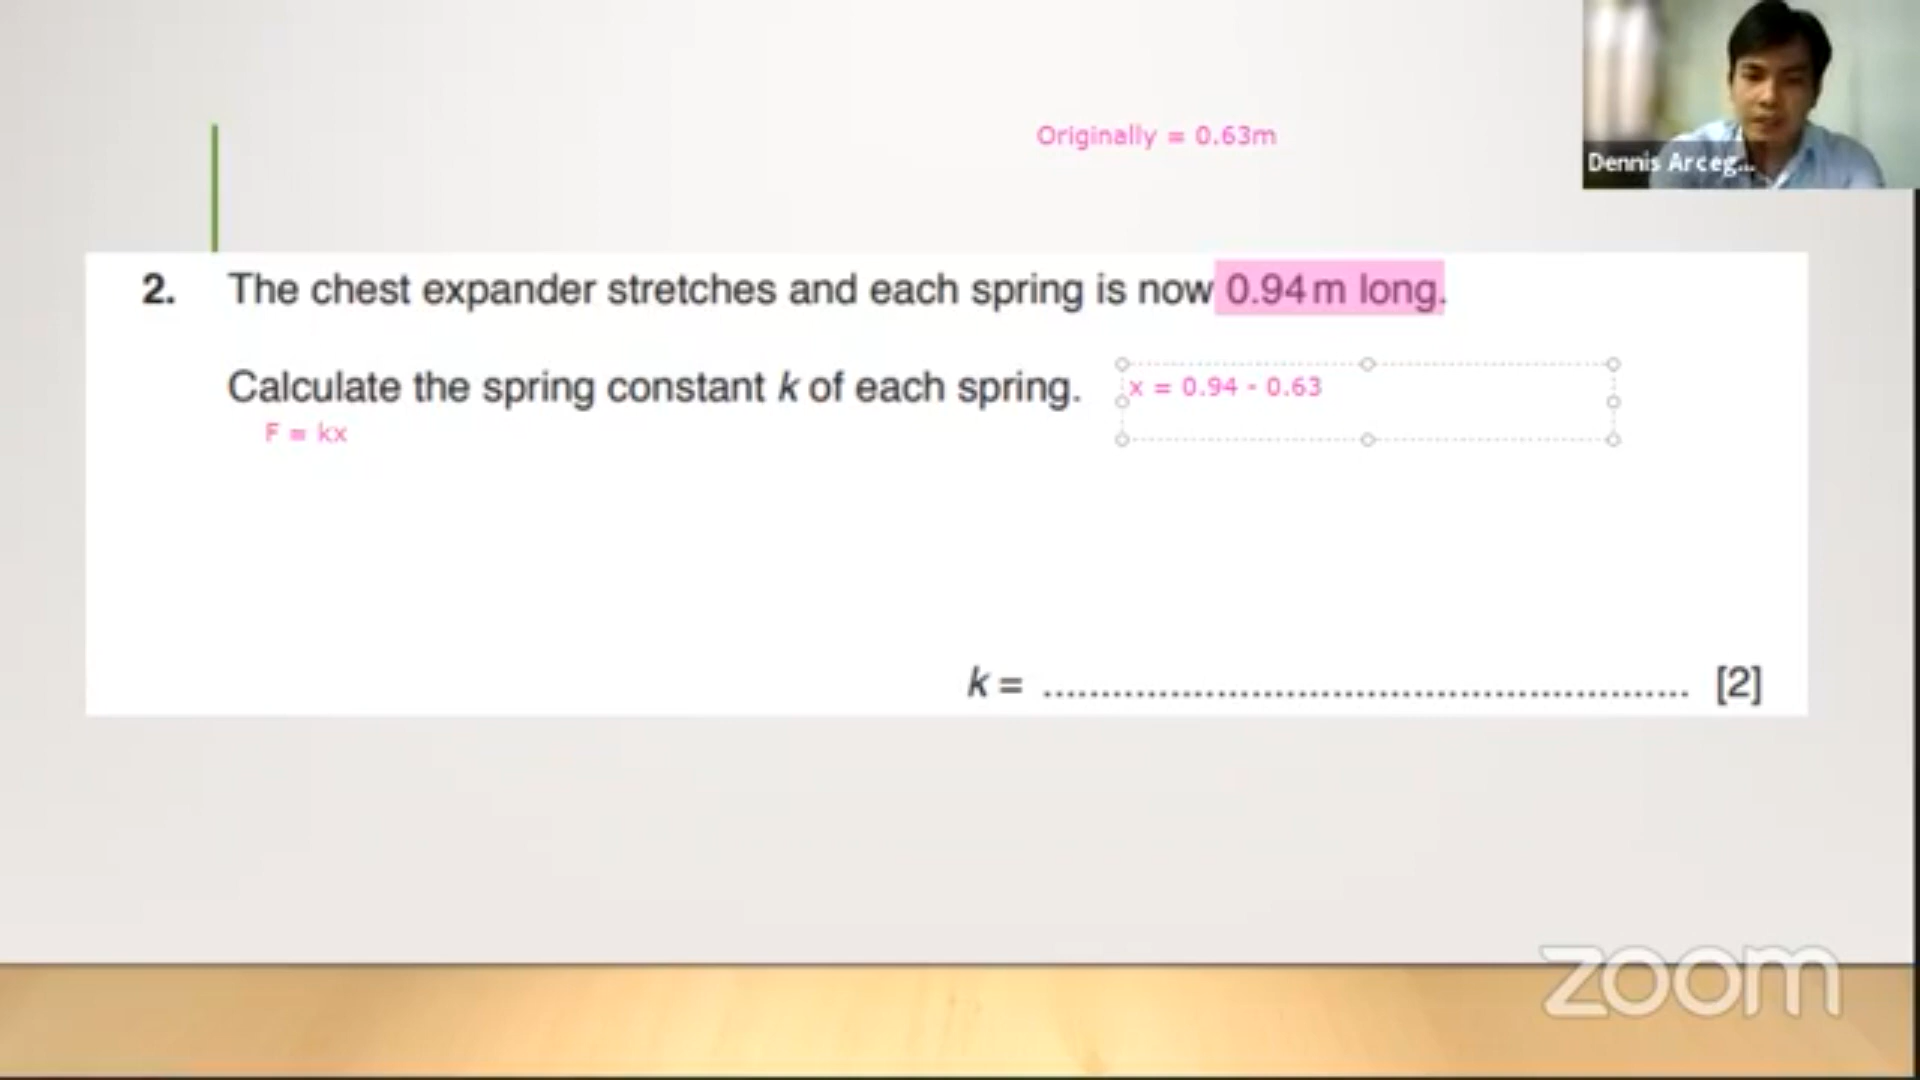 Originally = 0.63m
Dennis Arceg...
2. The chest expander stretches and each spring is now 0.94 m long.
Calculate the spring constant k of each spring.
x = 0.94 - 0.63
F = kx
k = ........................................................ [2]
zoom